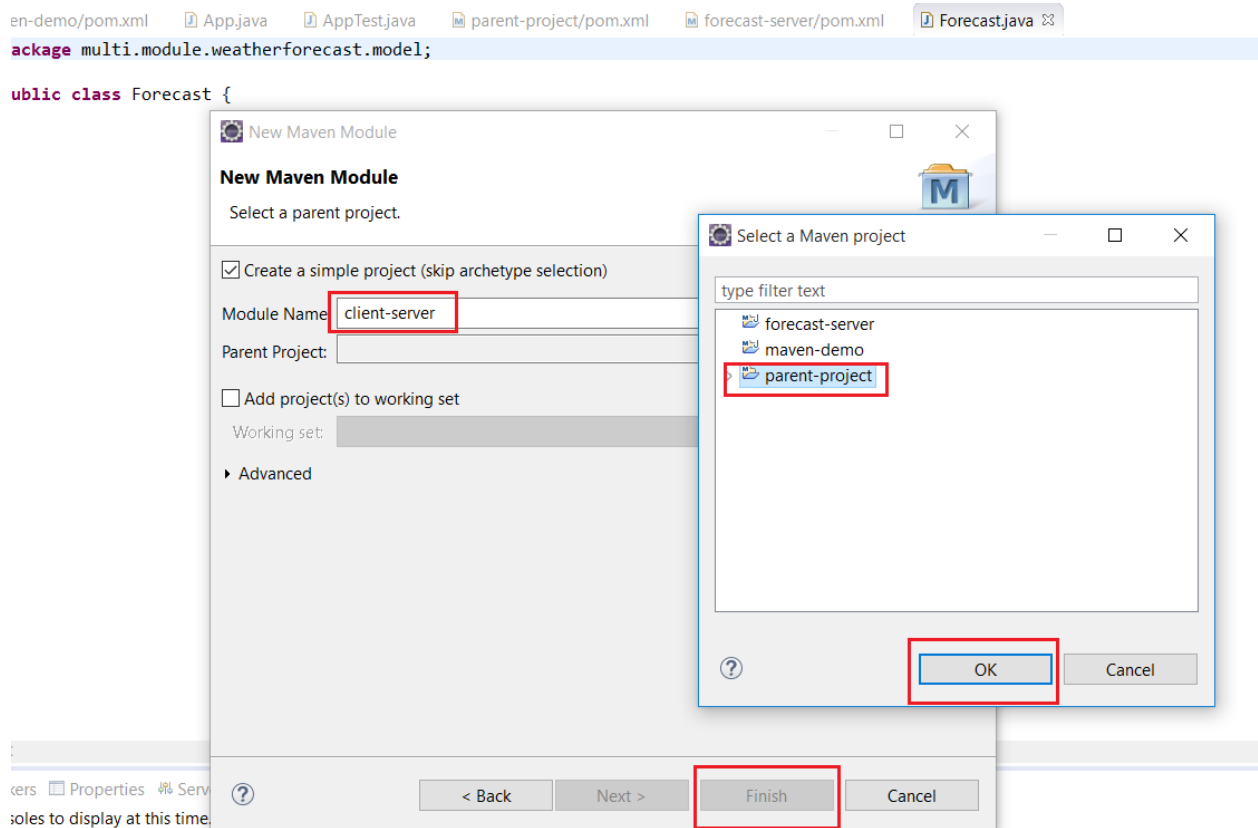 en-demo/pom.xml App.java AppTest.java parent-project/pom.xml forecast-server/pom.xml Forecast.java
ackage multi.module.weatherforecast.model;
ublic class Forecast {
New Maven Module
New Maven Module
Select a parent project.
M
Create a simple project (skip archetype selection)
Module Name
client-server
Parent Project:
Add project(s) to working set
Working set:
Advanced
< Back Next > Finish Cancel
Select a Maven project
type filter text
forecast-server
maven-demo
parent-project
OK Cancel
kers Properties Serv
soles to display at this time.